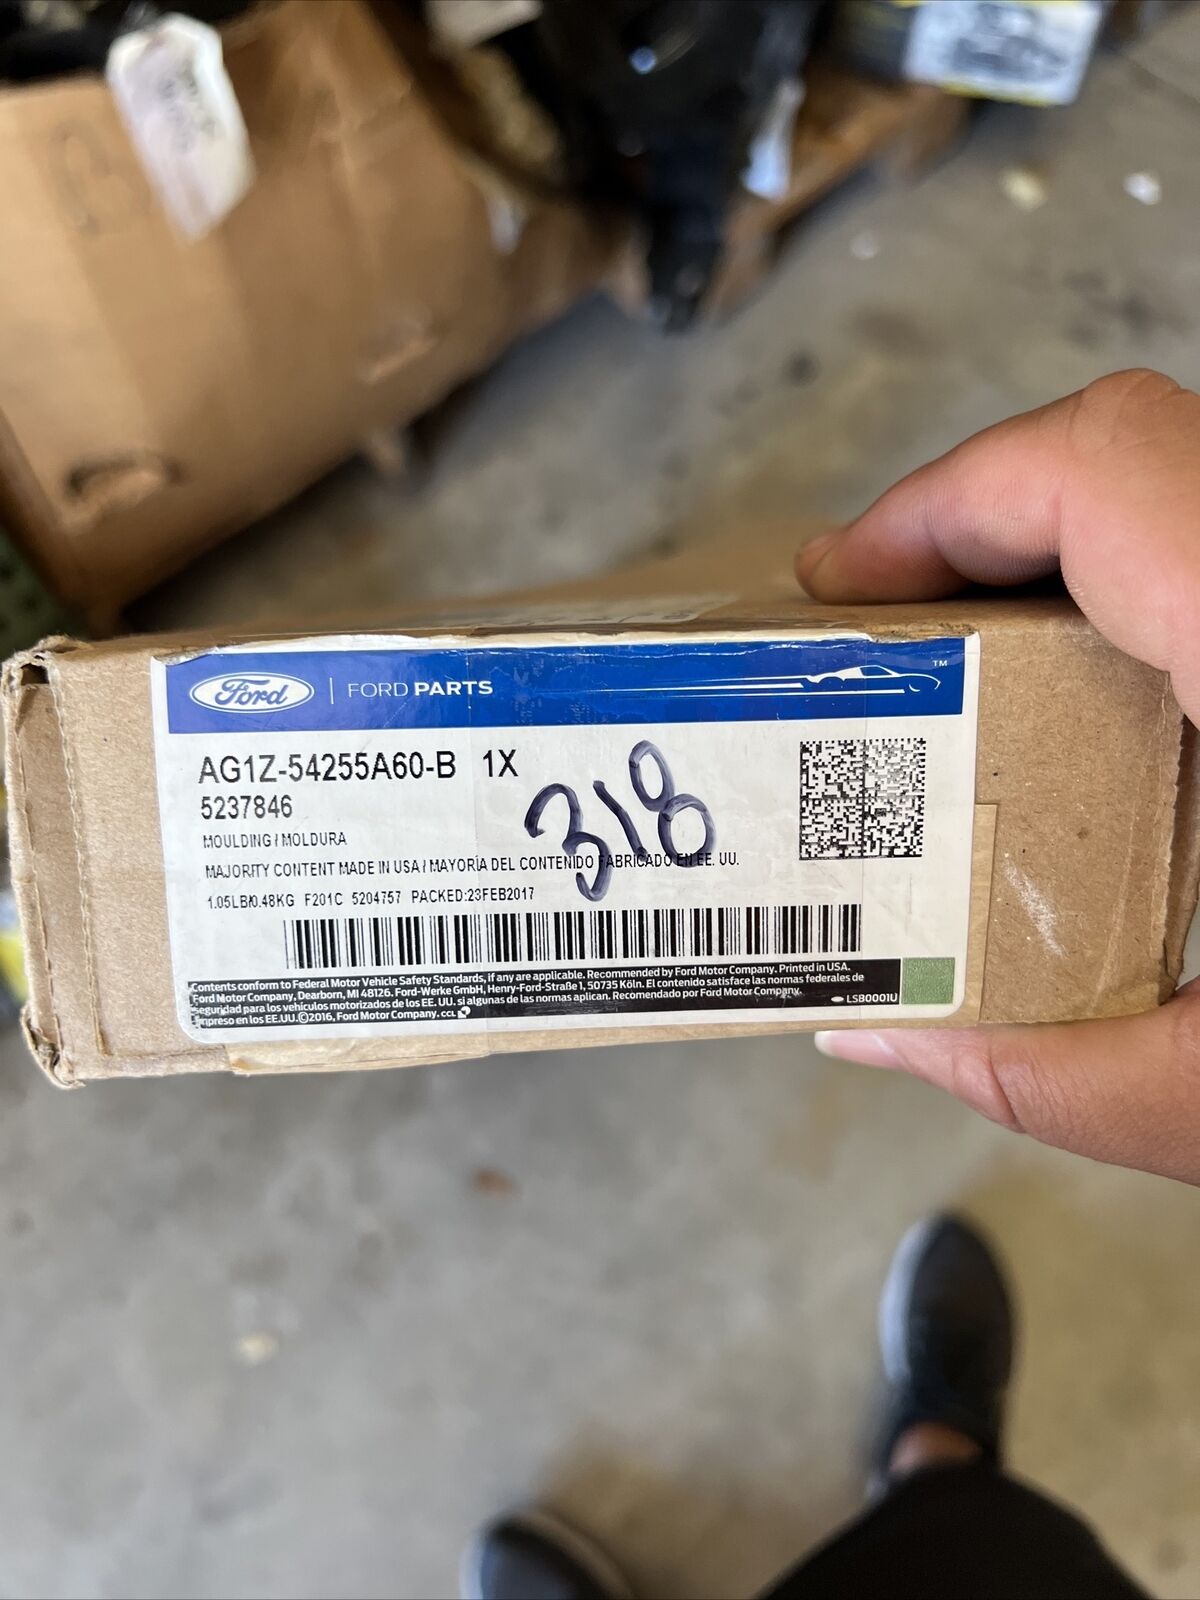 Ford | FORD PARTS TM
AG1Z-54255A60-B 1X
5237846
318
MOULDING / MOLDURA
MAJORITY CONTENT MADE IN USA / MAYORÍA DEL CONTENIDO FABRICADO EN EE. UU.
1.05LB/0.48KG F201C 5204757 PACKED:23FEB2017
Contents conform to Federal Motor Vehicle Safety Standards, if any are applicable. Recommended by Ford Motor Company. Printed in USA.
Ford Motor Company, Dearborn, MI 48126. Ford-Werke GmbH, Henry-Ford-Straße 1, 50735 Köln. El contenido satisface las normas federales de
seguridad para los vehículos motorizados de los EE. UU. si algunas de las normas aplican. Recomendado por Ford Motor Company.
Impreso en los EE.UU.©2016, Ford Motor Company. CCL
LSB0001U